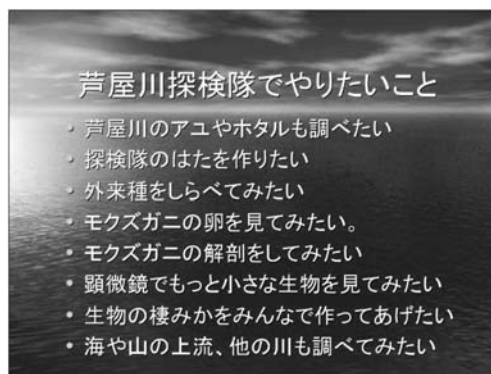 芦屋川探検隊でやりたいこと
• 芦屋川のアユやホタルも調べたい
• 探検隊のはたを作りたい
• 外来種をしらべてみたい
• モクズガニの卵を見てみたい。
• モクズガニの解剖をしてみたい
• 顕微鏡でもっと小さな生物を見てみたい
• 生物の棲みかをみんなで作ってあげたい
• 海や山の上流、他の川も調べてみたい